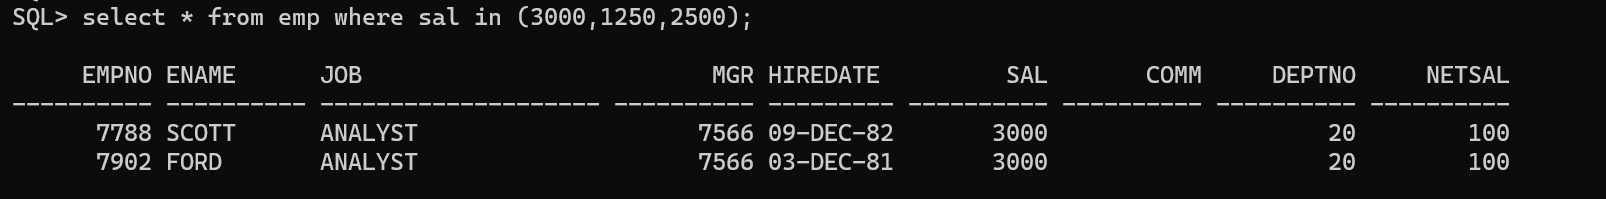 SQL> select * from emp where sal in (3000,1250,2500);
     EMPNO ENAME      JOB                         MGR HIREDATE         SAL       COMM     DEPTNO     NETSAL
---------- ---------- -------------------- ---------- --------- ---------- ---------- ---------- ----------
      7788 SCOTT      ANALYST                    7566 09-DEC-82       3000                    20        100
      7902 FORD       ANALYST                    7566 03-DEC-81       3000                    20        100